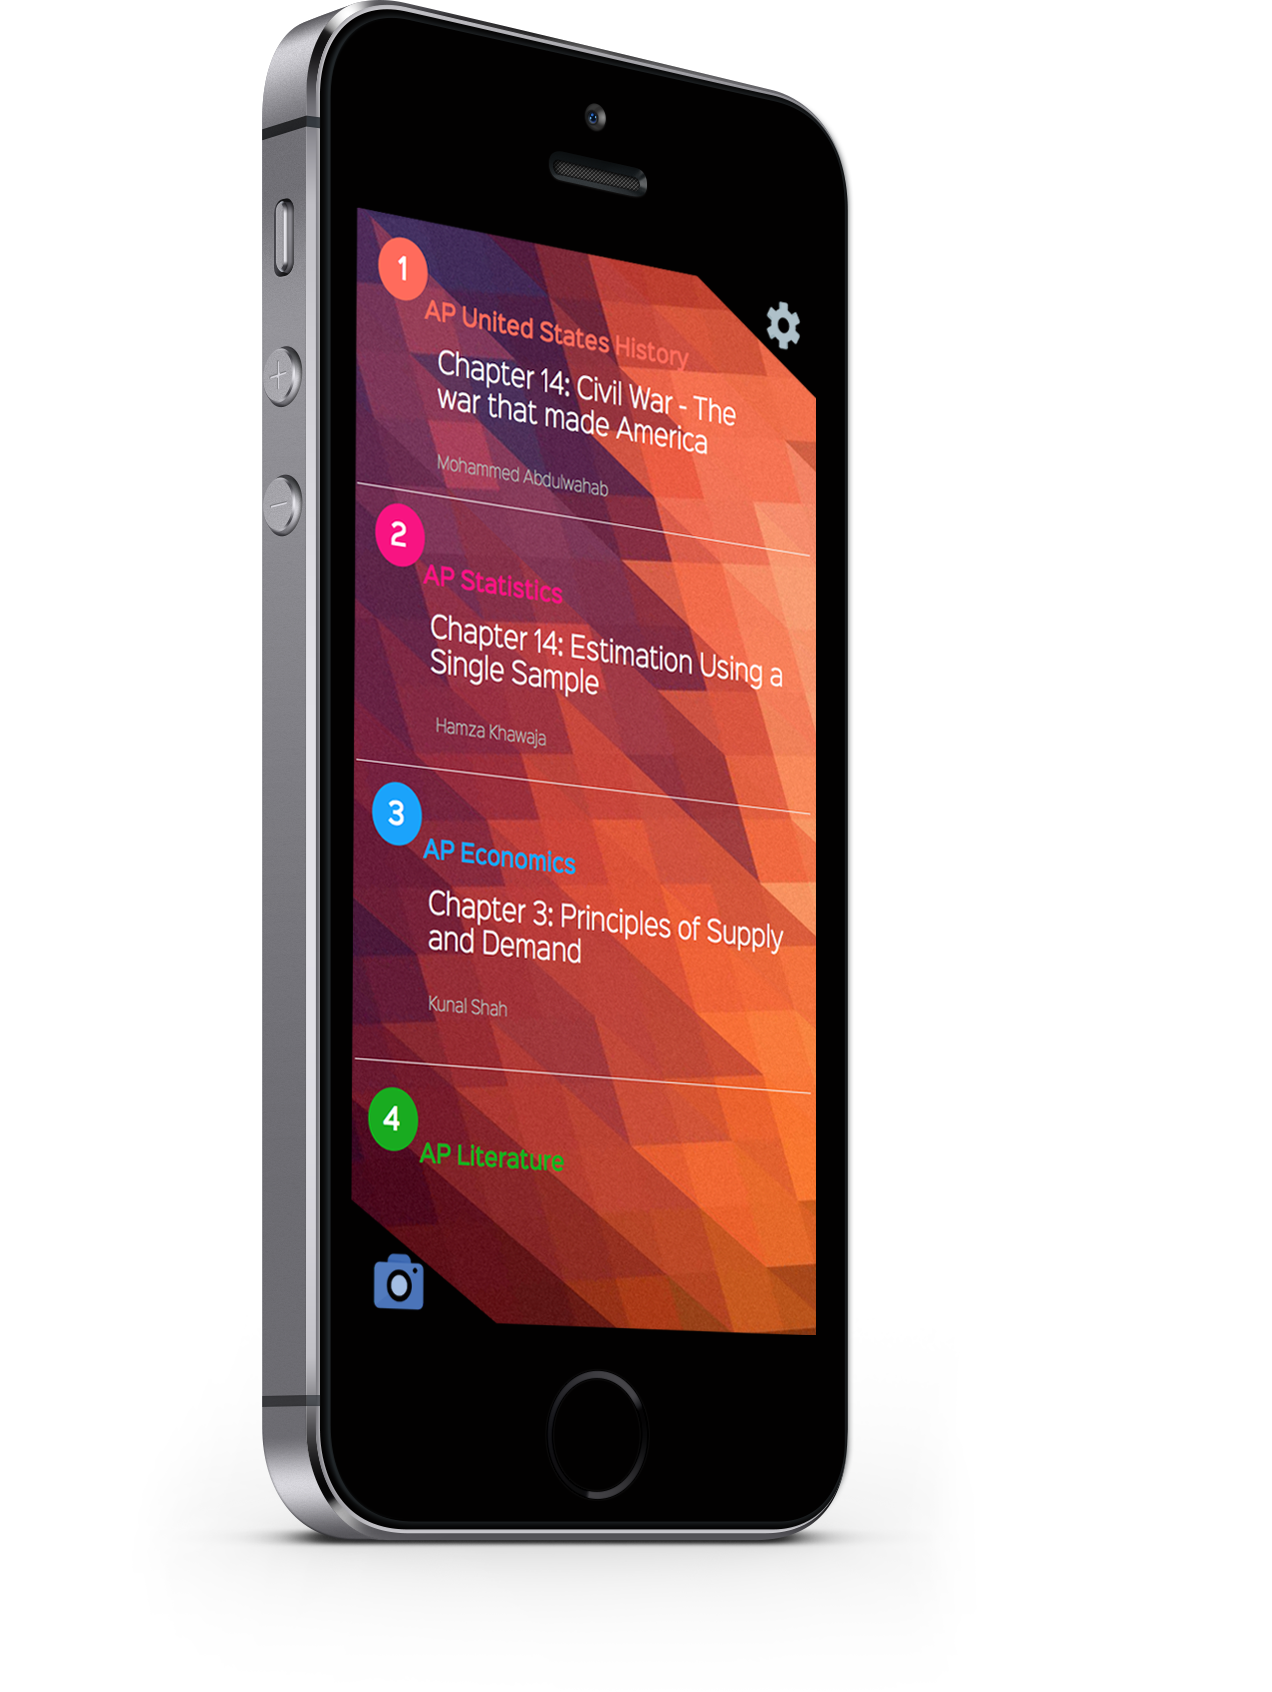 1
AP United States History
Chapter 14: Civil War - The
war that made America
Mohammed Abdulwahab
2
AP Statistics
Chapter 14: Estimation Using a
Single Sample
Hamza Khawaja
3
AP Economics
Chapter 3: Principles of Supply
and Demand
Kunal Shah
4
AP Literature